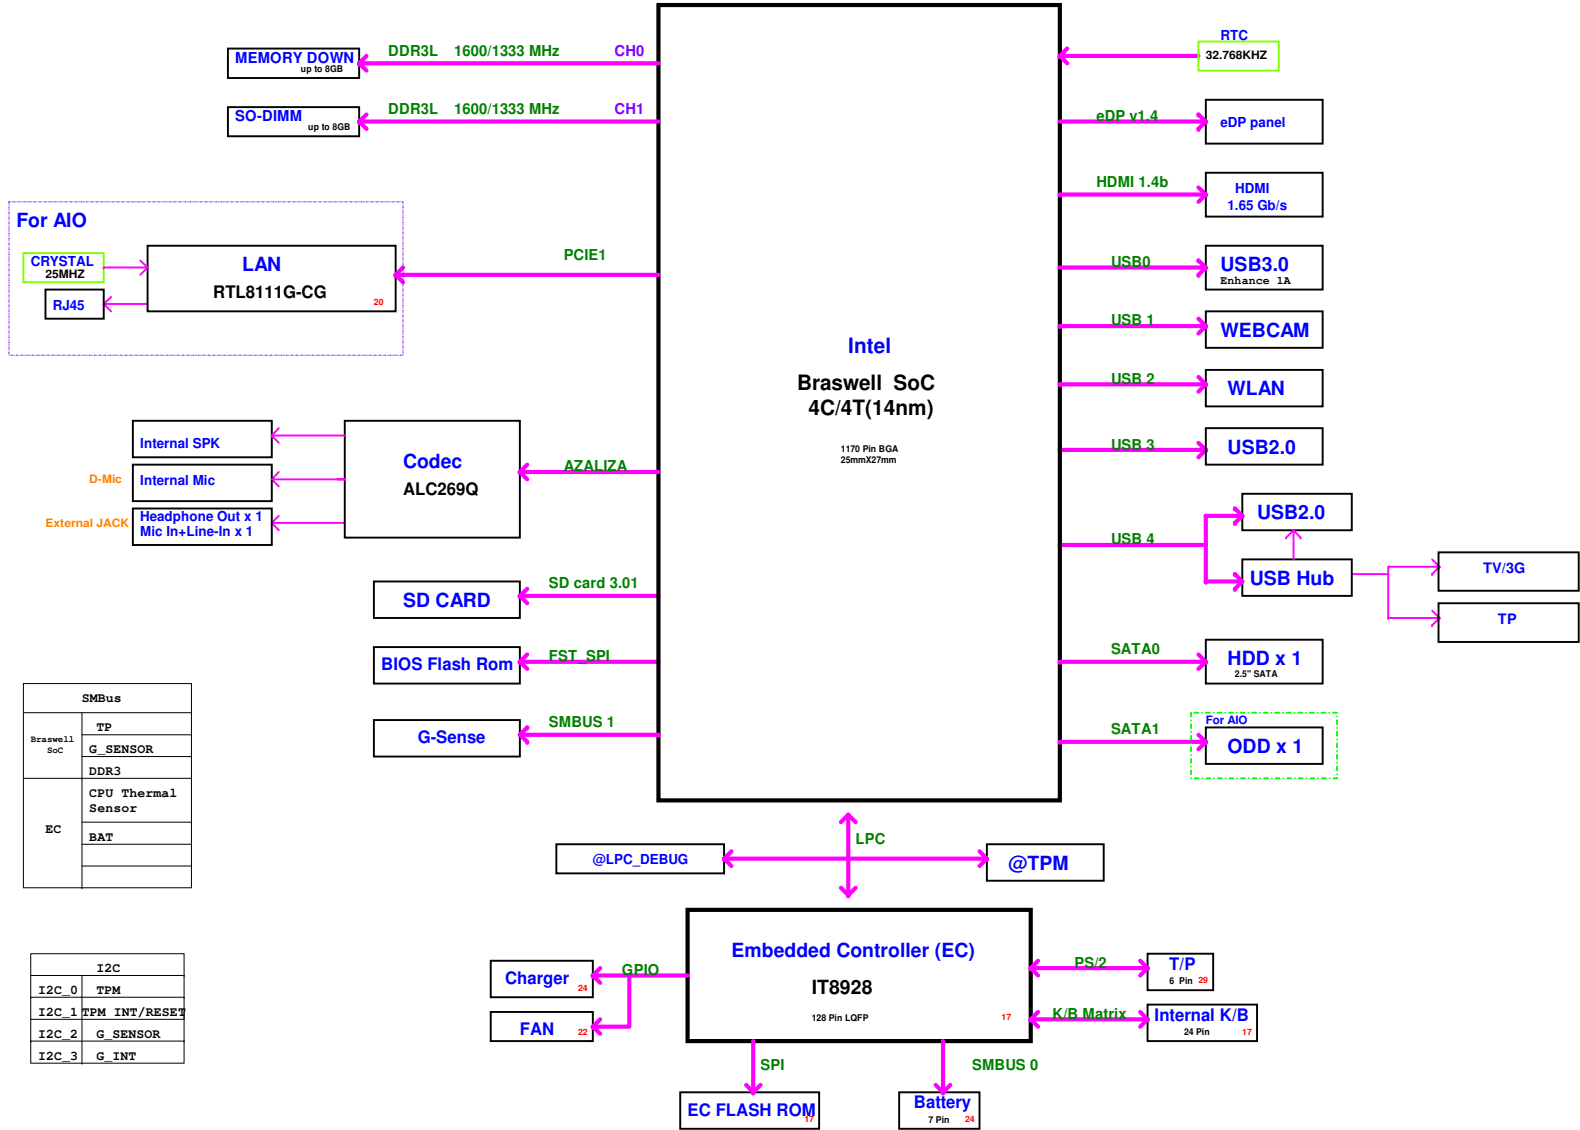 MEMORY DOWN
up to 8GB
DDR3L 1600/1333 MHz CH0
SO-DIMM
up to 8GB
DDR3L 1600/1333 MHz CH1
For AIO
CRYSTAL
25MHZ
RJ45
LAN
RTL8111G-CG
20
PCIE1
Internal SPK
D-Mic
Internal Mic
External JACK
Headphone Out x 1
Mic In+Line-In x 1
Codec
ALC269Q
AZALIZA
SD CARD
SD card 3.01
BIOS Flash Rom
FST_SPI
G-Sense
SMBUS 1
Intel
Braswell SoC
4C/4T(14nm)
1170 Pin BGA
25mmX27mm
RTC
32.768KHZ
eDP v1.4
eDP panel
HDMI 1.4b
HDMI
1.65 Gb/s
USB0
USB3.0
Enhance 1A
USB 1
WEBCAM
USB 2
WLAN
USB 3
USB2.0
USB 4
USB2.0
USB Hub
TV/3G
TP
SATA0
HDD x 1
2.5" SATA
SATA1
For AIO
ODD x 1
SMBus
Braswell
SoC
TP
G_SENSOR
DDR3
EC
CPU Thermal
Sensor
BAT
I2C
I2C_0 TPM
I2C_1 TPM INT/RESET
I2C_2 G_SENSOR
I2C_3 G_INT
LPC
@LPC_DEBUG
@TPM
Embedded Controller (EC)
IT8928
128 Pin LQFP
17
GPIO
Charger
24
FAN
22
PS/2
T/P
6 Pin 29
K/B Matrix
Internal K/B
24 Pin 17
SPI
EC FLASH ROM
17
SMBUS 0
Battery
7 Pin 24